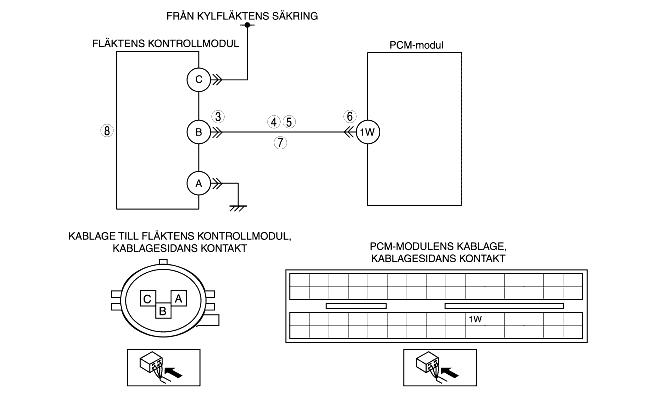 FRÅN KYLFLÄKTENS SÄKRING
FLÄKTENS KONTROLLMODUL
PCM-modul
C
3
4 5
6
8
B
1W
7
A
KABLAGE TILL FLÄKTENS KONTROLLMODUL,
KABLAGESIDANS KONTAKT
PCM-MODULENS KABLAGE,
KABLAGESIDANS KONTAKT
C
A
B
1W